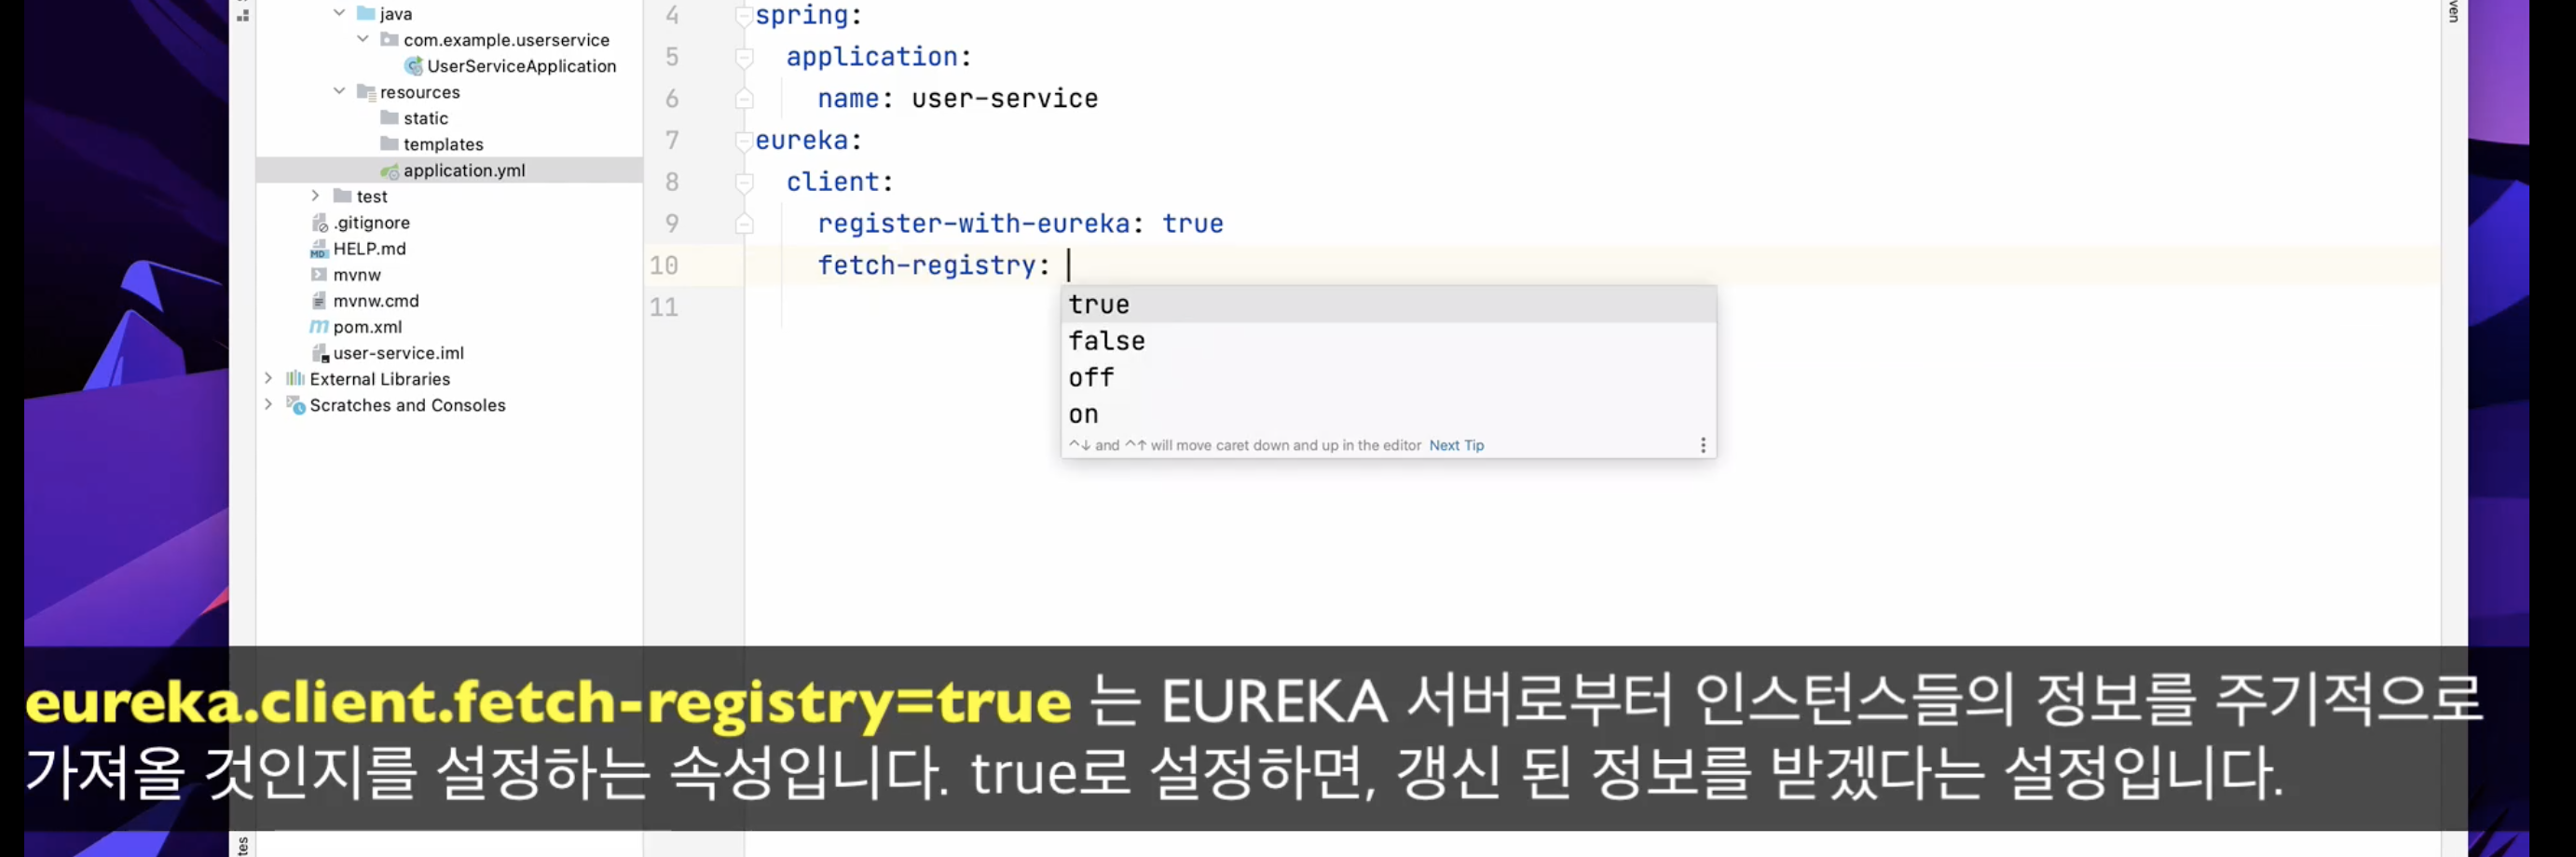 java
com.example.userservice
UserServiceApplication
resources
static
templates
application.yml
test
.gitignore
HELP.md
mvnw
mvnw.cmd
pom.xml
user-service.iml
External Libraries
Scratches and Consoles
4 spring:
5 application:
6 name: user-service
7 eureka:
8 client:
9 register-with-eureka: true
10 fetch-registry:
11
true
false
off
on
^↓ and ^↑ will move caret down and up in the editor Next Tip
eureka.client.fetch-registry=true 는 EUREKA 서버로부터 인스턴스들의 정보를 주기적으로
가져올 것인지를 설정하는 속성입니다. true로 설정하면, 갱신 된 정보를 받겠다는 설정입니다.